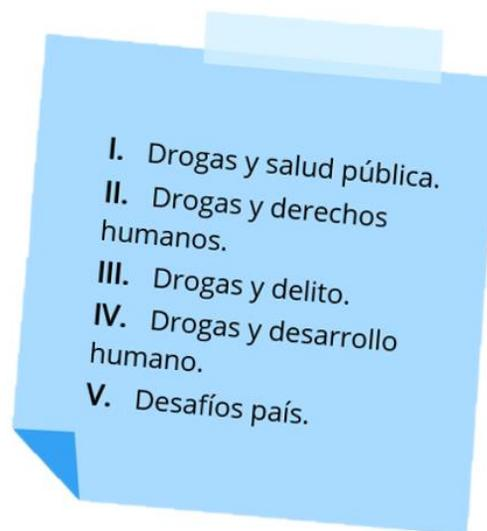 I. Drogas y salud pública.
II. Drogas y derechos
humanos.
III. Drogas y delito.
IV. Drogas y desarrollo
humano.
V. Desafíos país.